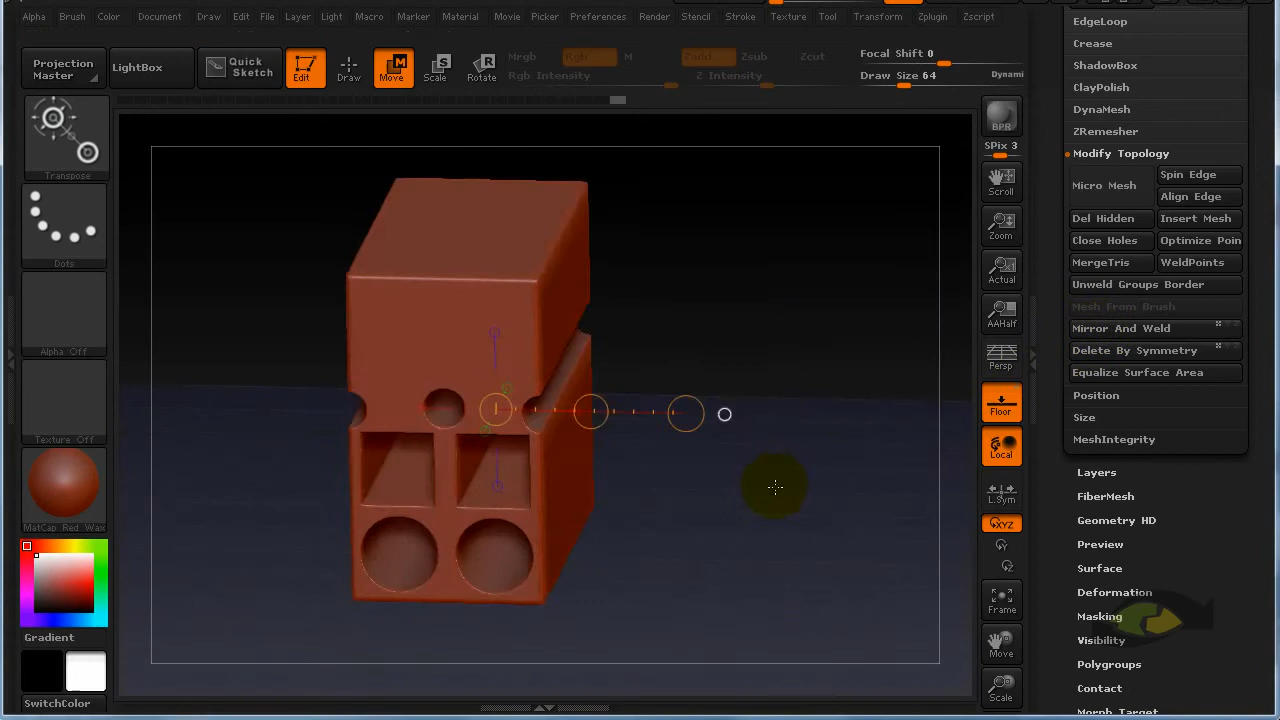 Alpha Brush Color Document Draw Edit File Layer Light Macro Marker Material Movie Picker Preferences Render Stencil Stroke Texture Tool Transform Zplugin Zscript
Projection Master
LightBox
Quick Sketch
Edit
Draw
Move
Scale
Rotate
Mrgb Rgb M
Rgb Intensity
Zadd Zsub Zcut
Z Intensity
Focal Shift 0
Draw Size 64
Dynami
Transpose
Dots
Alpha Off
Texture Off
MatCap Red Wax
Gradient
SwitchColor
BPR
SPix 3
Scroll
Zoom
Actual
AAHalf
Persp
Floor
Local
L.Sym
XYZ
Y
Z
Frame
Move
Scale
EdgeLoop
Crease
ShadowBox
ClayPolish
DynaMesh
ZRemesher
Modify Topology
Micro Mesh
Spin Edge
Align Edge
Del Hidden Insert Mesh
Close Holes Optimize Poin
MergeTris WeldPoints
Unweld Groups Border
Mesh From Brush
Mirror And Weld
Delete By Symmetry
Equalize Surface Area
Position
Size
MeshIntegrity
Layers
FiberMesh
Geometry HD
Preview
Surface
Deformation
Masking
Visibility
Polygroups
Contact
Morph Target